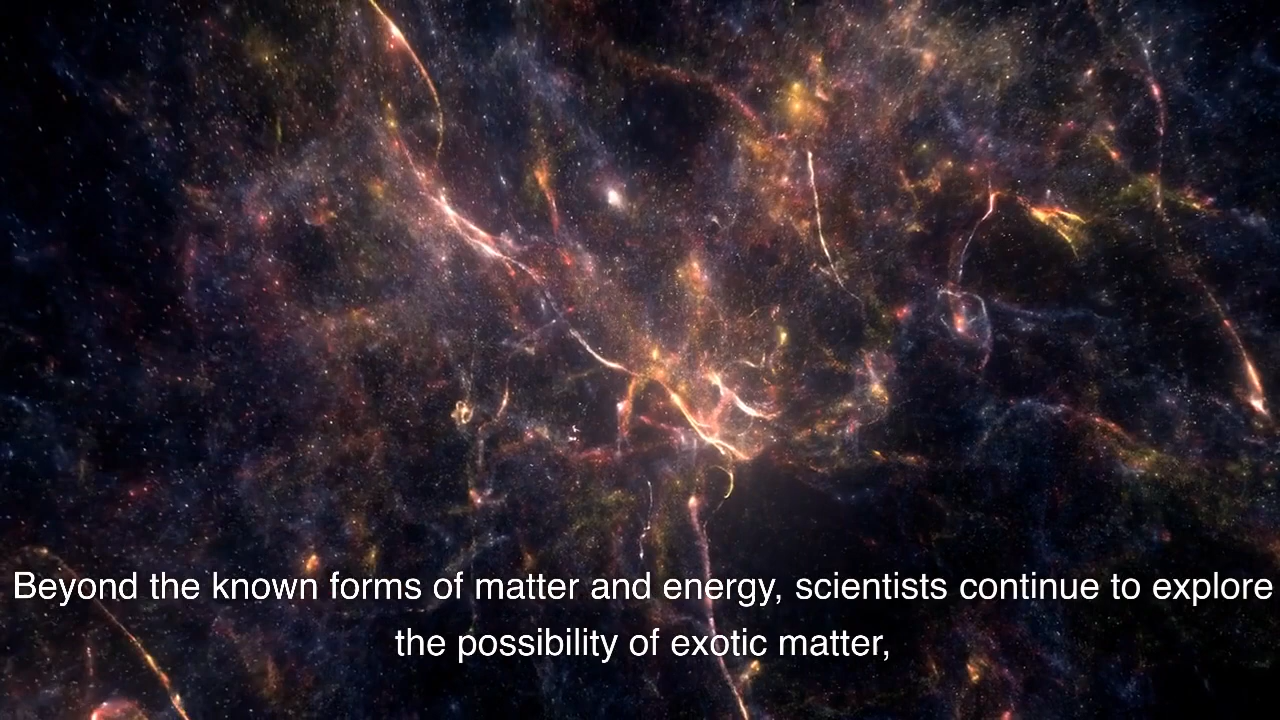 Beyond the known forms of matter and energy, scientists continue to explore
the possibility of exotic matter,